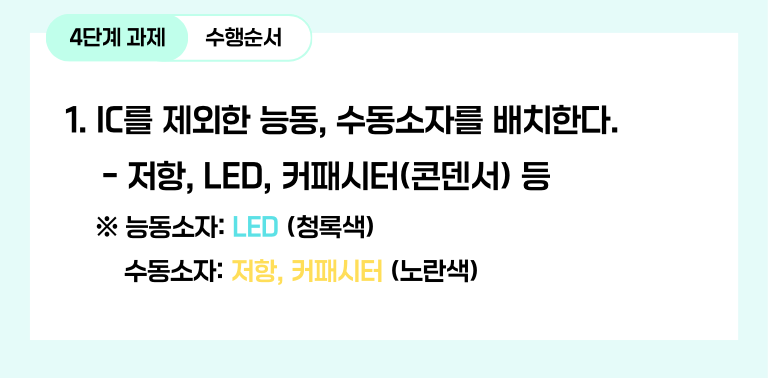 4단계 과제 수행순서
1. IC를 제외한 능동, 수동소자를 배치한다.
- 저항, LED, 커패시터(콘덴서) 등
※ 능동소자: LED (청록색)
수동소자: 저항, 커패시터 (노란색)